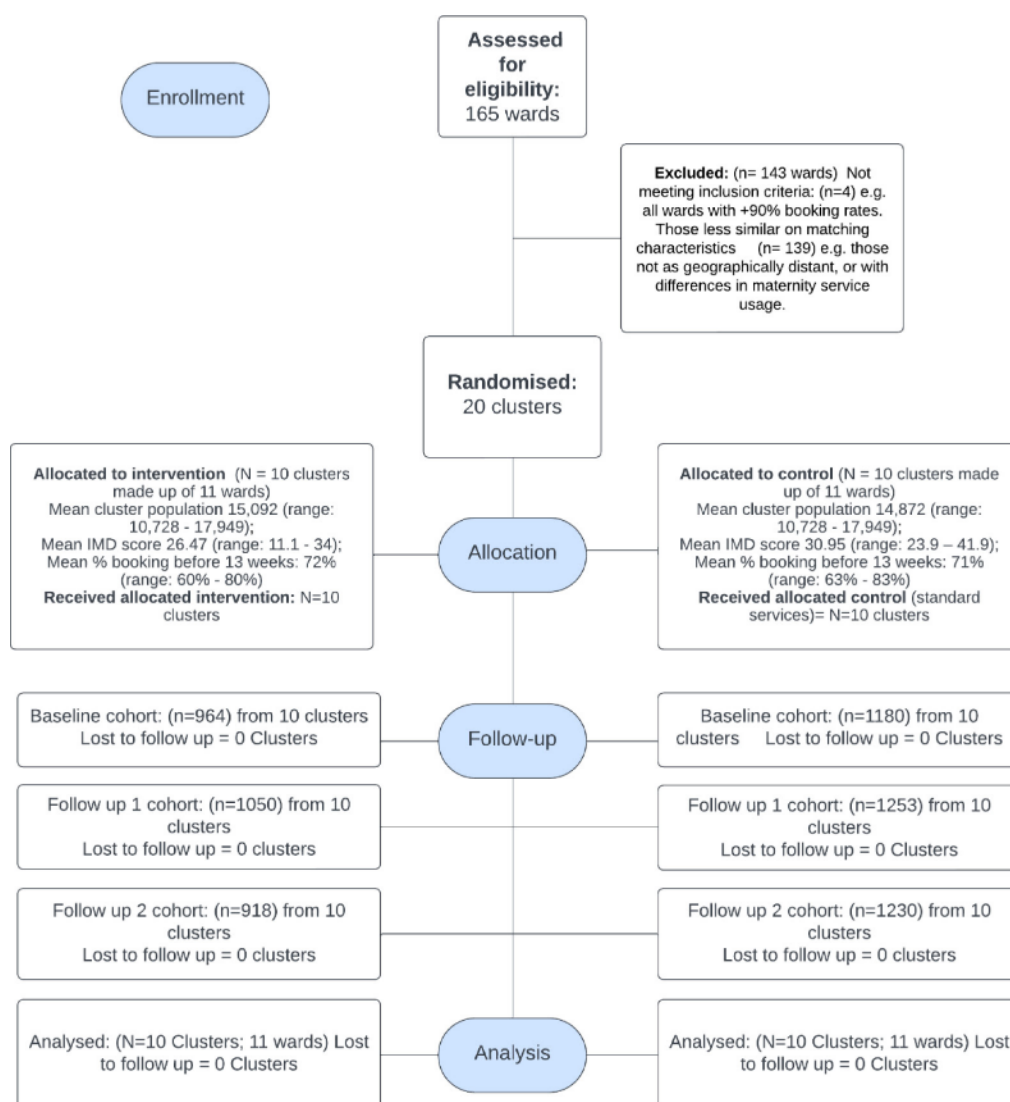 Enrollment
Assessed
for
eligibility:
165 wards
Excluded: (n= 143 wards) Not
meeting inclusion criteria: (n=4) e.g.
all wards with +90% booking rates.
Those less similar on matching
characteristics (n= 139) e.g. those
not as geographically distant, or with
differences in maternity service
usage.
Randomised:
20 clusters
Allocated to intervention (N = 10 clusters
made up of 11 wards)
Mean cluster population 15,092 (range:
10,728 - 17,949);
Mean IMD score 26.47 (range: 11.1 - 34);
Mean % booking before 13 weeks: 72%
(range: 60% - 80%)
Received allocated intervention: N=10
clusters
Allocation
Allocated to control (N = 10 clusters made
up of 11 wards)
Mean cluster population 14,872 (range:
10,728 - 17,949);
Mean IMD score 30.95 (range: 23.9 – 41.9);
Mean % booking before 13 weeks: 71%
(range: 63% - 83%)
Received allocated control (standard
services)= N=10 clusters
Baseline cohort: (n=964) from 10 clusters
Lost to follow up = 0 Clusters
Follow-up
Baseline cohort: (n=1180) from 10
clusters Lost to follow up = 0 Clusters
Follow up 1 cohort: (n=1050) from 10
clusters
Lost to follow up = 0 clusters
Follow up 1 cohort: (n=1253) from 10
clusters
Lost to follow up = 0 Clusters
Follow up 2 cohort: (n=918) from 10
clusters
Lost to follow up = 0 clusters
Follow up 2 cohort: (n=1230) from 10
clusters
Lost to follow up = 0 Clusters
Analysed: (N=10 Clusters; 11 wards) Lost
to follow up = 0 Clusters
Analysis
Analysed: (N=10 Clusters; 11 wards) Lost
to follow up = 0 Clusters